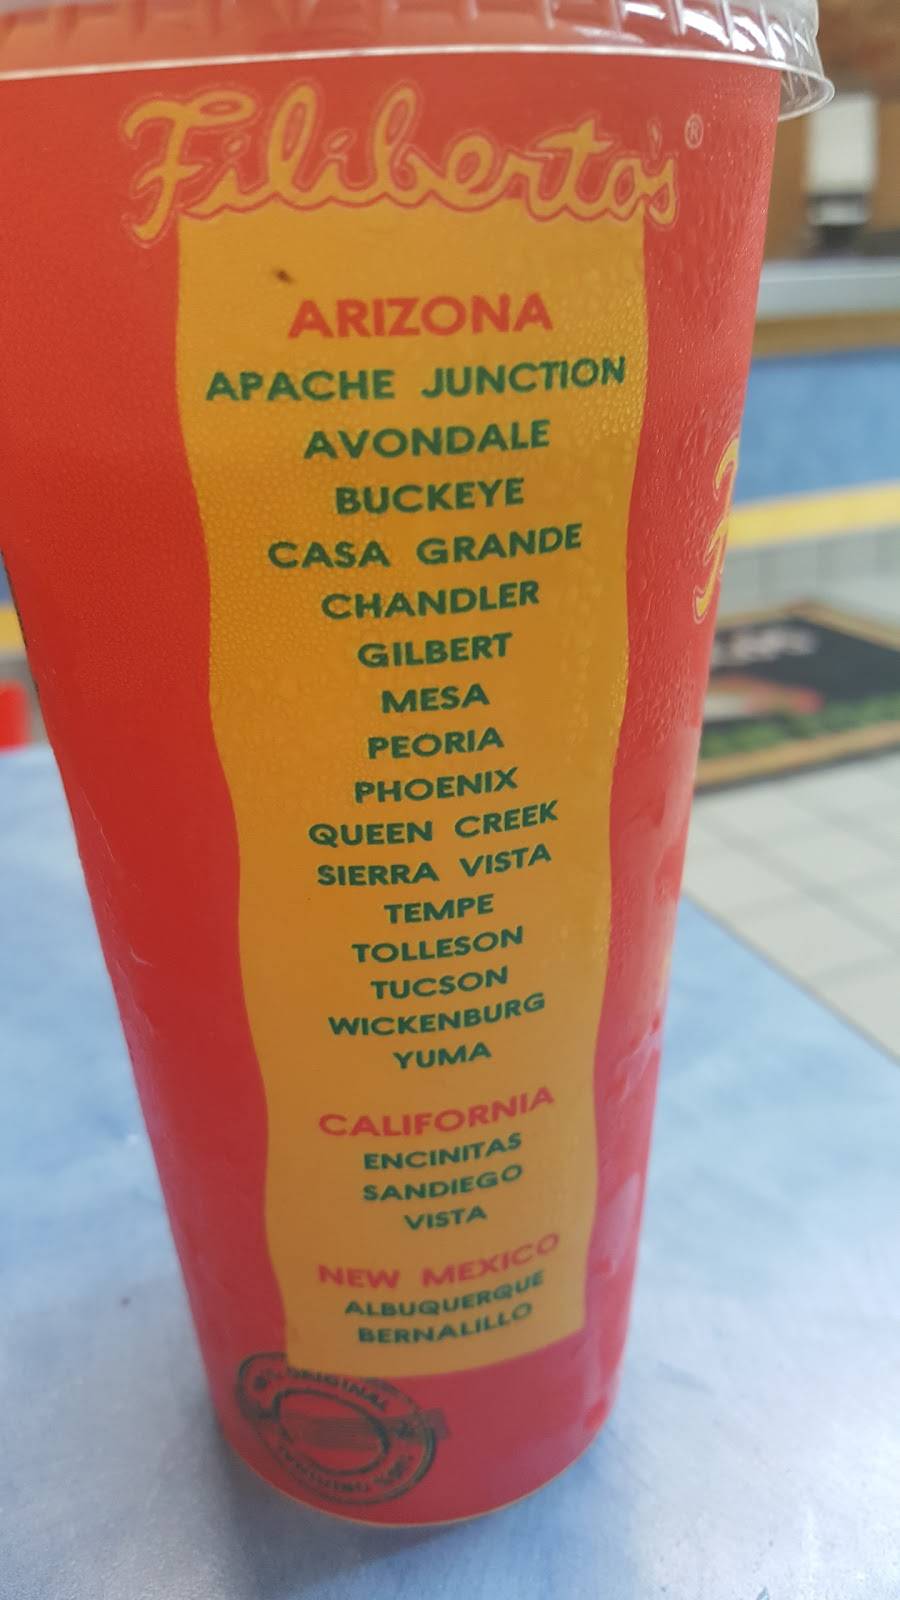 Filiberto's®
ARIZONA
APACHE JUNCTION
AVONDALE
BUCKEYE
CASA GRANDE
CHANDLER
GILBERT
MESA
PEORIA
PHOENIX
QUEEN CREEK
SIERRA VISTA
TEMPE
TOLLESON
TUCSON
WICKENBURG
YUMA
CALIFORNIA
ENCINITAS
SANDIEGO
VISTA
NEW MEXICO
ALBUQUERQUE
BERNALILLO
ORIGINAL